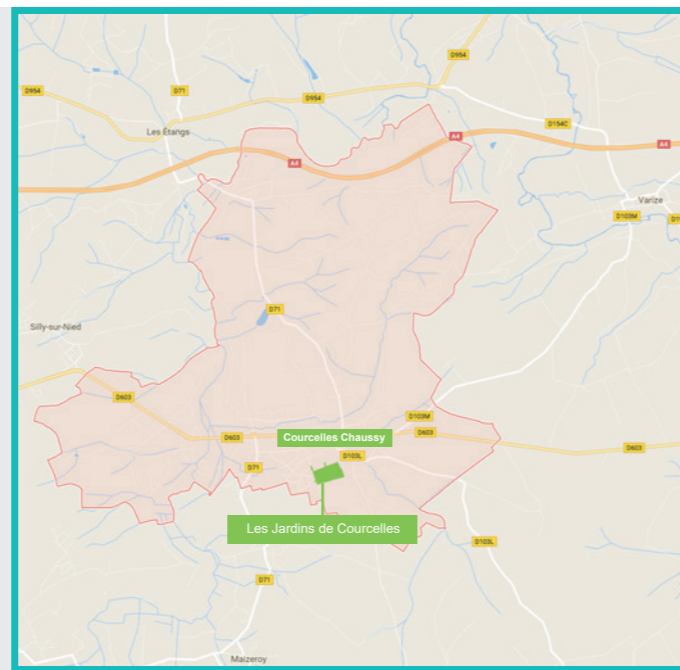 D954
D71
D954
D954
Les Étangs
D154C
A4
A4
A4
Varize
D103M
D71
Silly-sur-Nied
D603
D103M
D603
D603
Courcelles Chaussy
D603
D103L
D71
Les Jardins de Courcelles
D103L
D71
Maizeroy